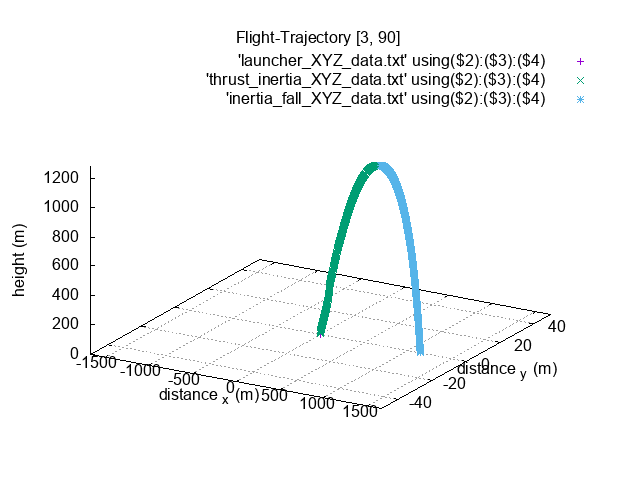 Flight-Trajectory [3, 90]
'launcher_XYZ_data.txt' using($2):($3):($4)
'thrust_inertia_XYZ_data.txt' using($2):($3):($4)
'inertia_fall_XYZ_data.txt' using($2):($3):($4)
1200
1000
800
600
400
200
0
height (m)
-1500
-1000
-500
0
500
1000
1500
distance x (m)
-40
-20
0
20
40
distance y (m)